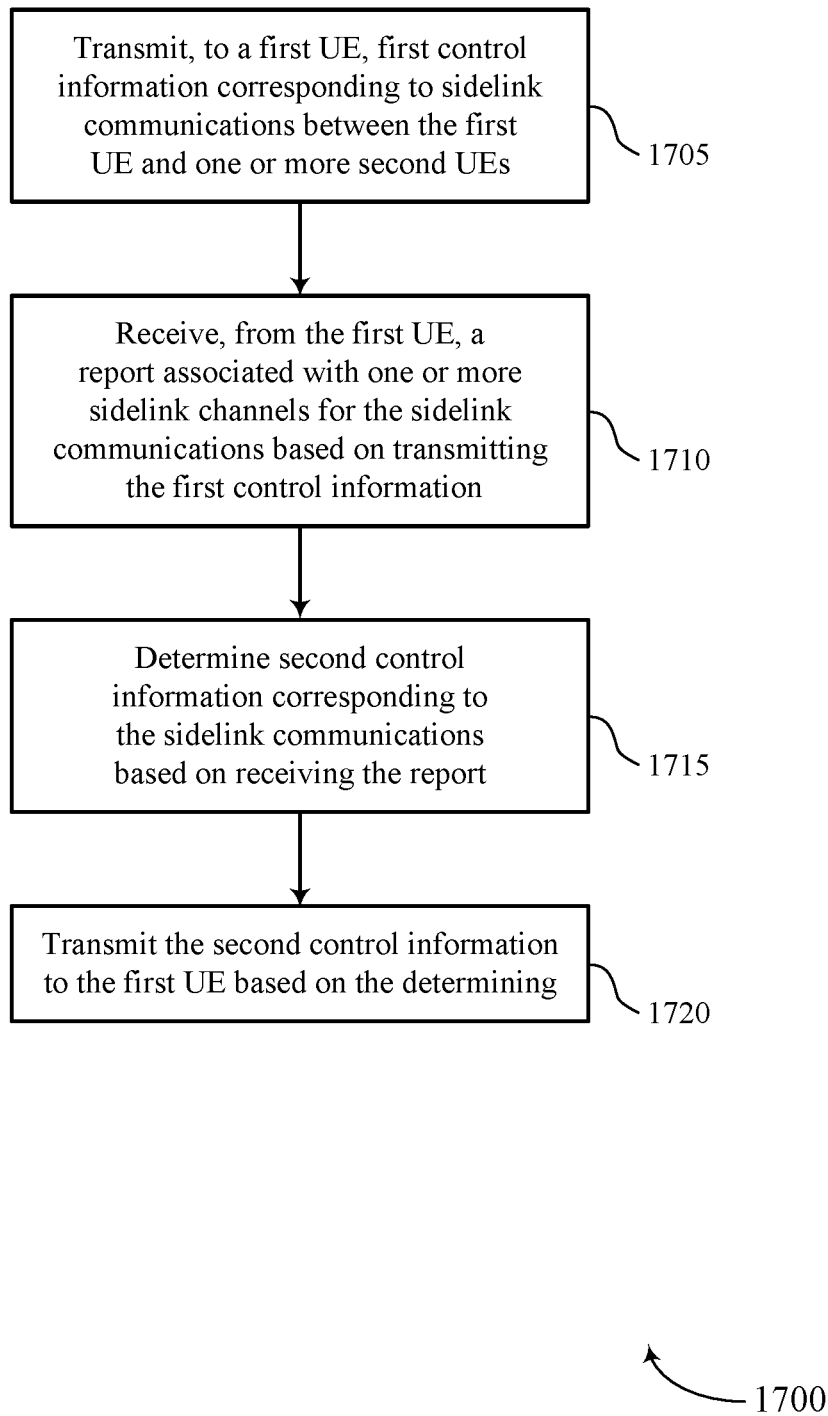 Transmit, to a first UE, first control
information corresponding to sidelink
communications between the first
UE and one or more second UEs
1705
Receive, from the first UE, a
report associated with one or more
sidelink channels for the sidelink
communications based on transmitting
the first control information
1710
Determine second control
information corresponding to
the sidelink communications
based on receiving the report
1715
Transmit the second control information
to the first UE based on the determining
1720
1700